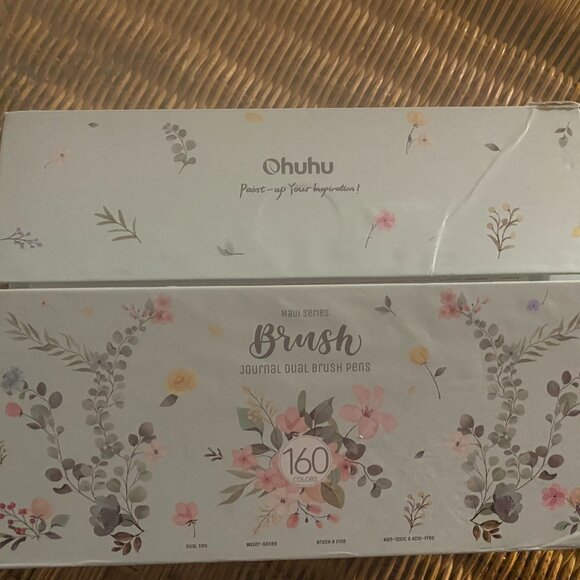 Ohuhu
Paint-up Your Inspiration!
Maui Series
Brush
JOURNAL DUAL BRUSH PENS
160
COLORS
DUAL TIPS
WATER-BASED
BRUSH & FINE
NON-TOXIC & ACID-FREE